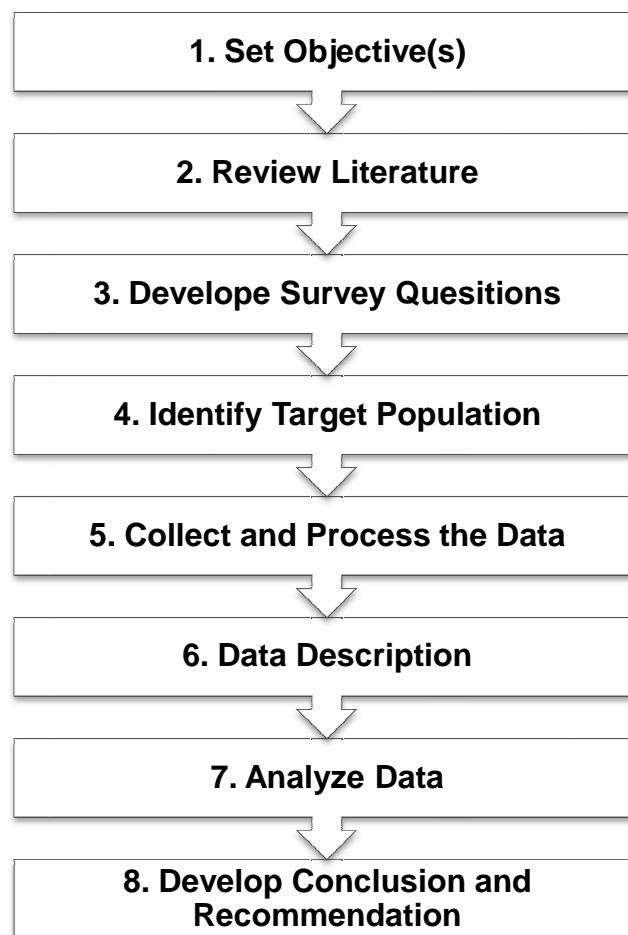 1. Set Objective(s)
2. Review Literature
3. Develope Survey Quesitions
4. Identify Target Population
5. Collect and Process the Data
6. Data Description
7. Analyze Data
8. Develop Conclusion and
Recommendation